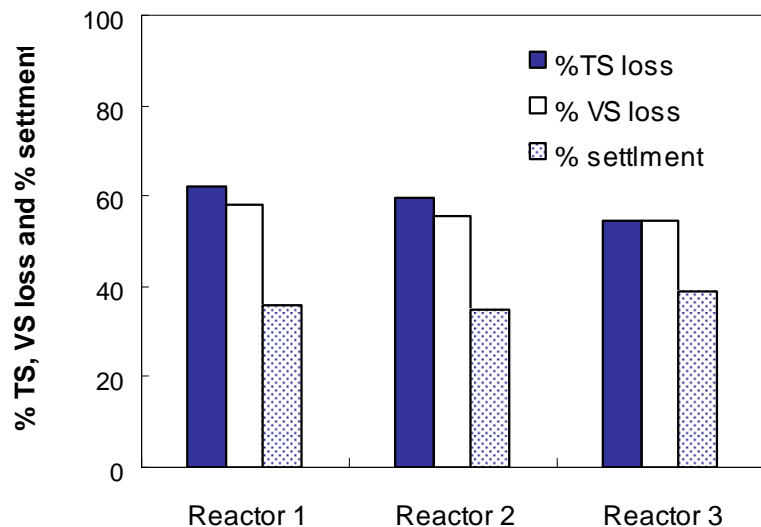 % TS, VS loss and % settment
100
80
60
40
20
0
%TS loss
% VS loss
% settlment
Reactor 1
Reactor 2
Reactor 3